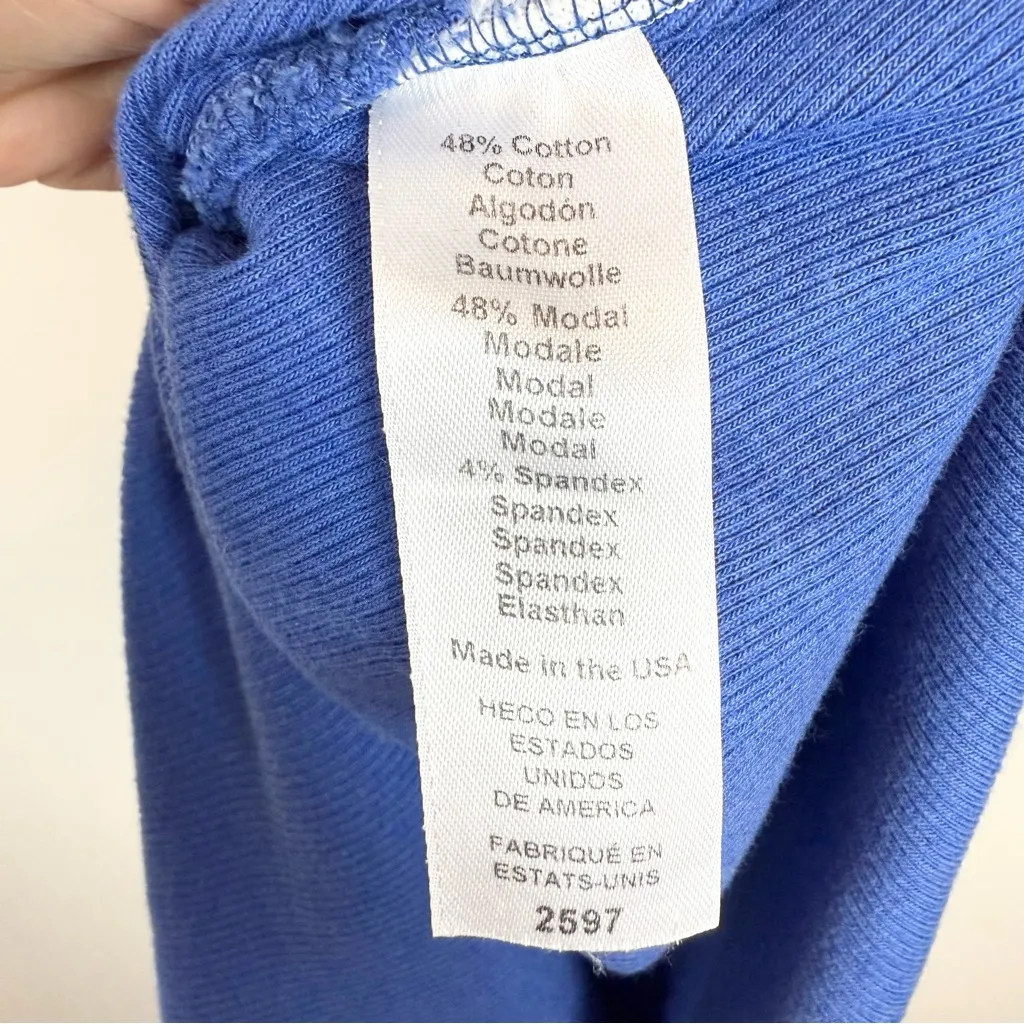 48% Cotton
Coton
Algodón
Cotone
Baumwolle
48% Modal
Modale
Modal
Modale
Modal
4% Spandex
Spandex
Spandex
Spandex
Elasthan
Made in the USA
HECO EN LOS
ESTADOS
UNIDOS
DE AMERICA
FABRIQUÉ EN
ESTATS-UNIS
2597